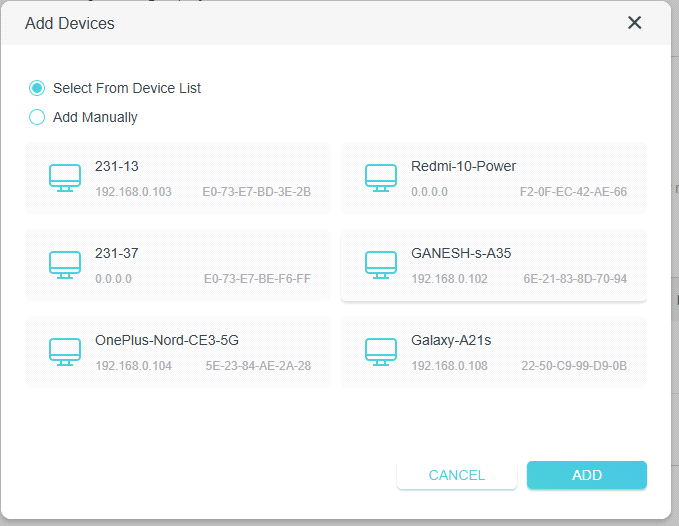 Add Devices
Select From Device List
Add Manually
231-13
192.168.0.103 E0-73-E7-BD-3E-2B
Redmi-10-Power
0.0.0.0 F2-0F-EC-42-AE-66
231-37
0.0.0.0 E0-73-E7-BE-F6-FF
GANESH-s-A35
192.168.0.102 6E-21-83-8D-70-94
OnePlus-Nord-CE3-5G
192.168.0.104 5E-23-84-AE-2A-28
Galaxy-A21s
192.168.0.108 22-50-C9-99-D9-0B
CANCEL ADD